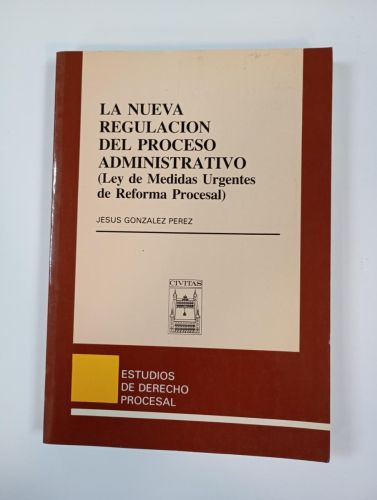 LA NUEVA
REGULACION
DEL PROCESO
ADMINISTRATIVO
(Ley de Medidas Urgentes
de Reforma Procesal)
JESUS GONZALEZ PEREZ
CIVITAS
ESTUDIOS
DE DERECHO
PROCESAL